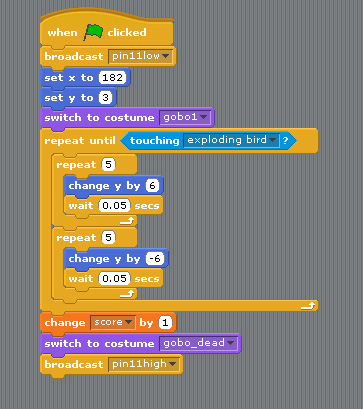 when clicked
broadcast pin11low
set x to 182
set y to 3
switch to costume gobo1
repeat until touching exploding bird ?
repeat 5
change y by 6
wait 0.05 secs
repeat 5
change y by -6
wait 0.05 secs
change score by 1
switch to costume gobo_dead
broadcast pin11high